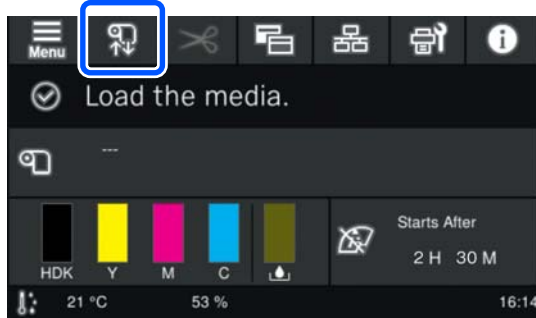 Menu
Load the media.
---
Starts After
2 H 30 M
HDK Y M C
21 °C 53 % 16:14